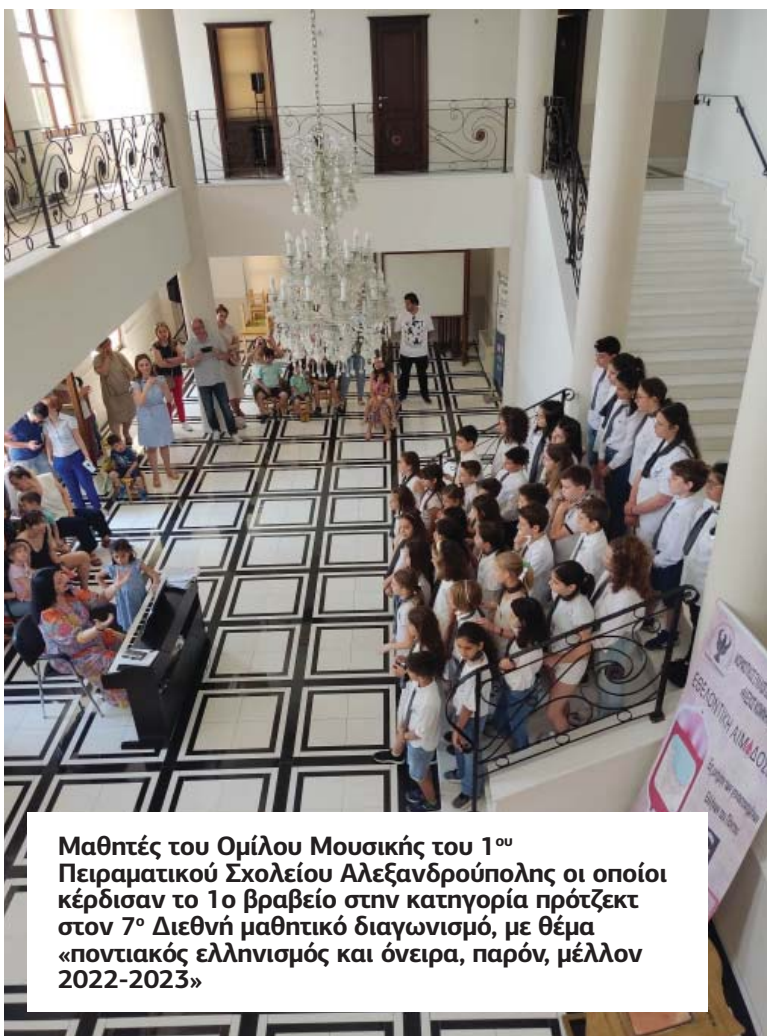 ΕΘΕΛΟΝΤΙΚΗ ΑΙΜΟΔΟΣ
Μαθητές του Ομίλου Μουσικής του 1ου
Πειραματικού Σχολείου Αλεξανδρούπολης οι οποίοι
κέρδισαν το 1ο βραβείο στην κατηγορία πρότζεκτ
στον 7ο Διεθνή μαθητικό διαγωνισμό, με θέμα
«ποντιακός ελληνισμός και όνειρα, παρόν, μέλλον
2022-2023»